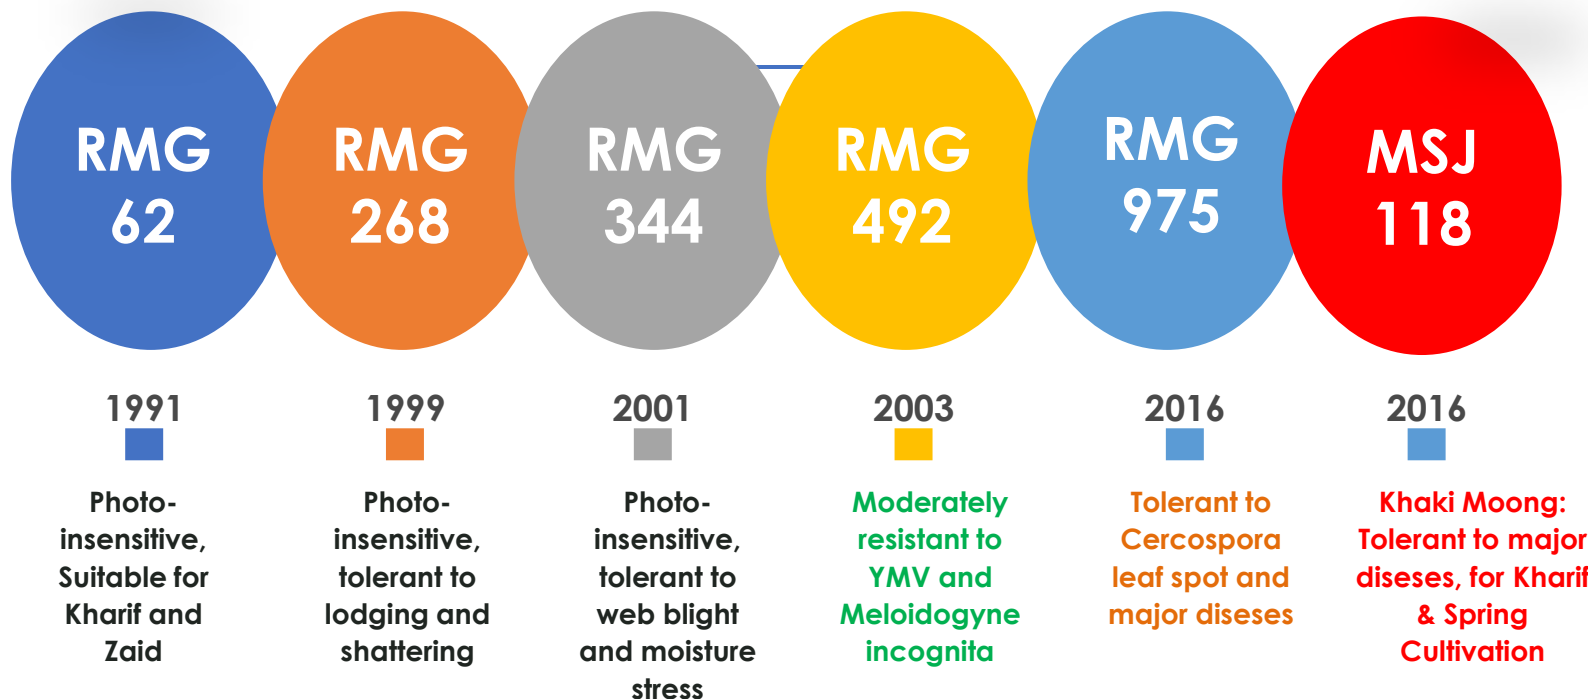 RMG
62
RMG
268
RMG
344
RMG
492
RMG
975
MSJ
118
1991
1999
2001
2003
2016
2016
Photo-
insensitive,
Suitable for
Kharif and
Zaid
Photo-
insensitive,
tolerant to
lodging and
shattering
Photo-
insensitive,
tolerant to
web blight
and moisture
stress
Moderately
resistant to
YMV and
Meloidogyne
incognita
Tolerant to
Cercospora
leaf spot and
major diseses
Khaki Moong:
Tolerant to major
diseses, for Kharif
& Spring
Cultivation